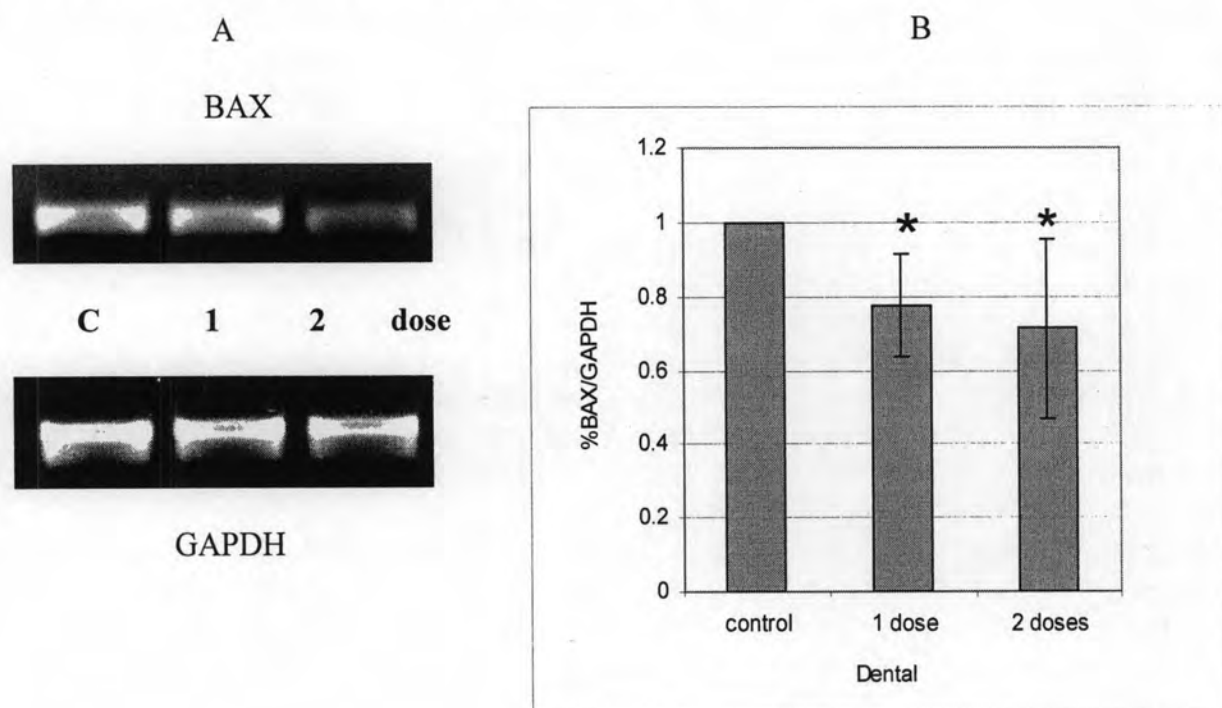 A
BAX
C 1 2 dose
GAPDH
B
1.2
1
0.8
0.6
0.4
0.2
0
%BAX/GAPDH
* *
control 1 dose 2 doses
Dental